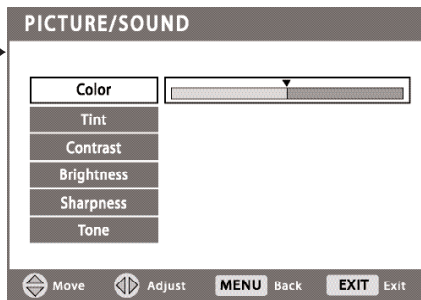 PICTURE/SOUND
Color
Tint
Contrast
Brightness
Sharpness
Tone
Move Adjust MENU Back EXIT Exit